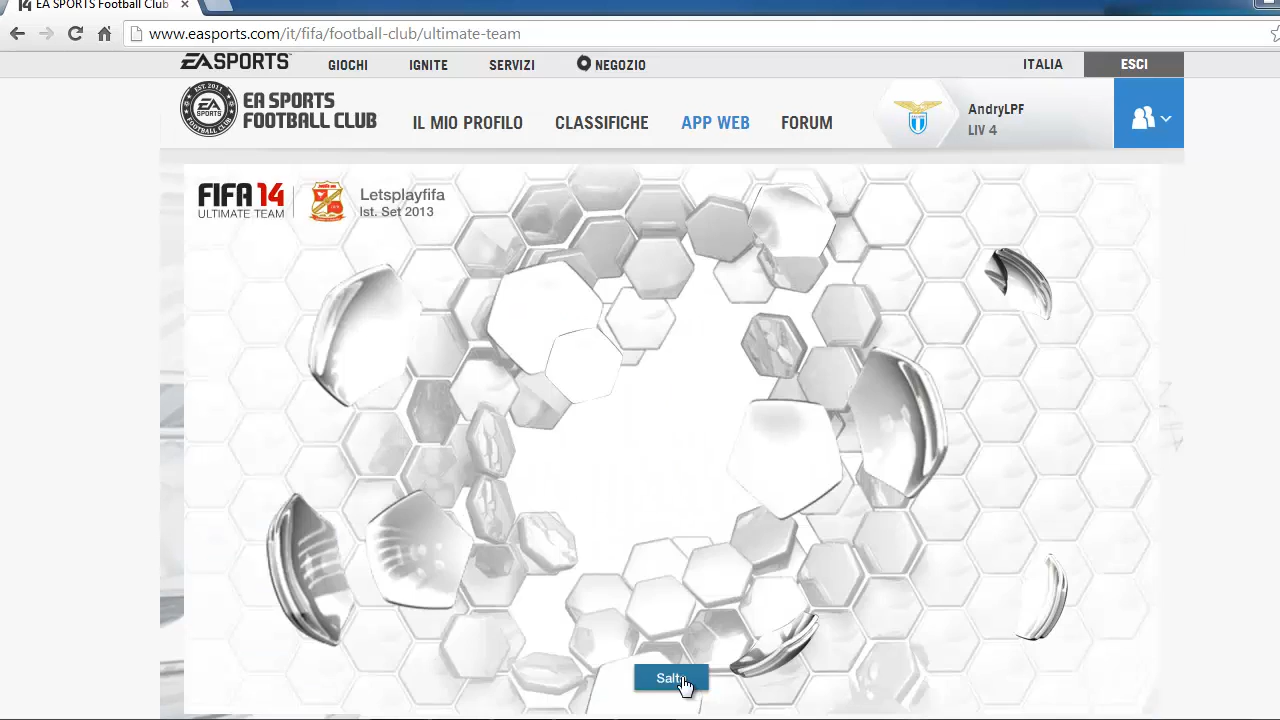 EA SPORTS Football Club
www.easports.com/it/fifa/football-club/ultimate-team
EA SPORTS
GIOCHI
IGNITE
SERVIZI
NEGOZIO
ITALIA
ESCI
EA SPORTS
FOOTBALL CLUB
IL MIO PROFILO
CLASSIFICHE
APP WEB
FORUM
AndryLPF
LIV 4
FIFA 14
ULTIMATE TEAM
Letsplayfifa
Ist. Set 2013